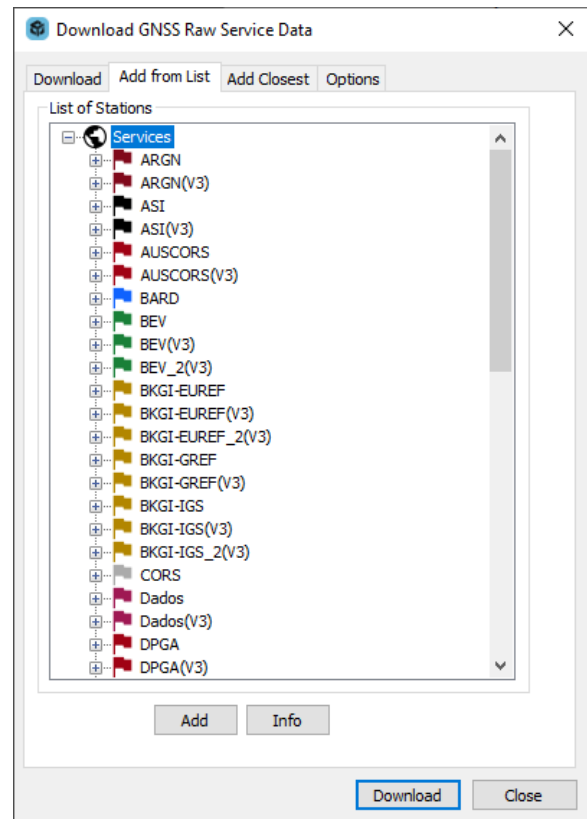 Download GNSS Raw Service Data
Download Add from List Add Closest Options
List of Stations
Services
ARGN
ARGN(V3)
ASI
ASI(V3)
AUSCORS
AUSCORS(V3)
BARD
BEV
BEV(V3)
BEV_2(V3)
BKGI-EUREF
BKGI-EUREF(V3)
BKGI-EUREF_2(V3)
BKGI-GREF
BKGI-GREF(V3)
BKGI-IGS
BKGI-IGS(V3)
BKGI-IGS_2(V3)
CORS
Dados
Dados(V3)
DPGA
DPGA(V3)
Add Info
Download Close